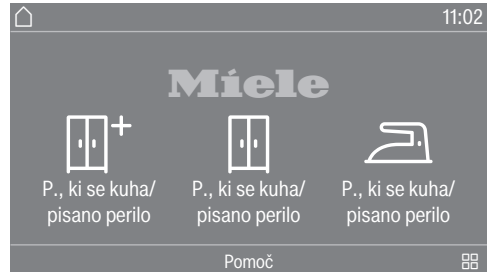 11:02
Miele
P., ki se kuha/
pisano perilo
P., ki se kuha/
pisano perilo
P., ki se kuha/
pisano perilo
Pomoč